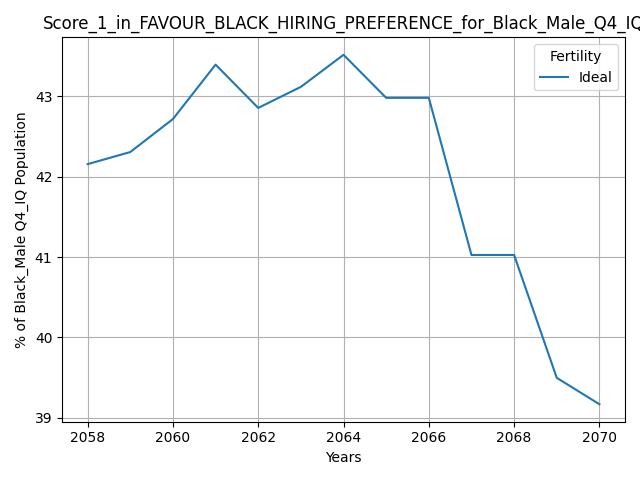 Score_1_in_FAVOUR_BLACK_HIRING_PREFERENCE_for_Black_Male_Q4_IQ
Fertility
Ideal
% of Black_Male Q4_IQ Population
43
42
41
40
39
2058 2060 2062 2064 2066 2068 2070
Years